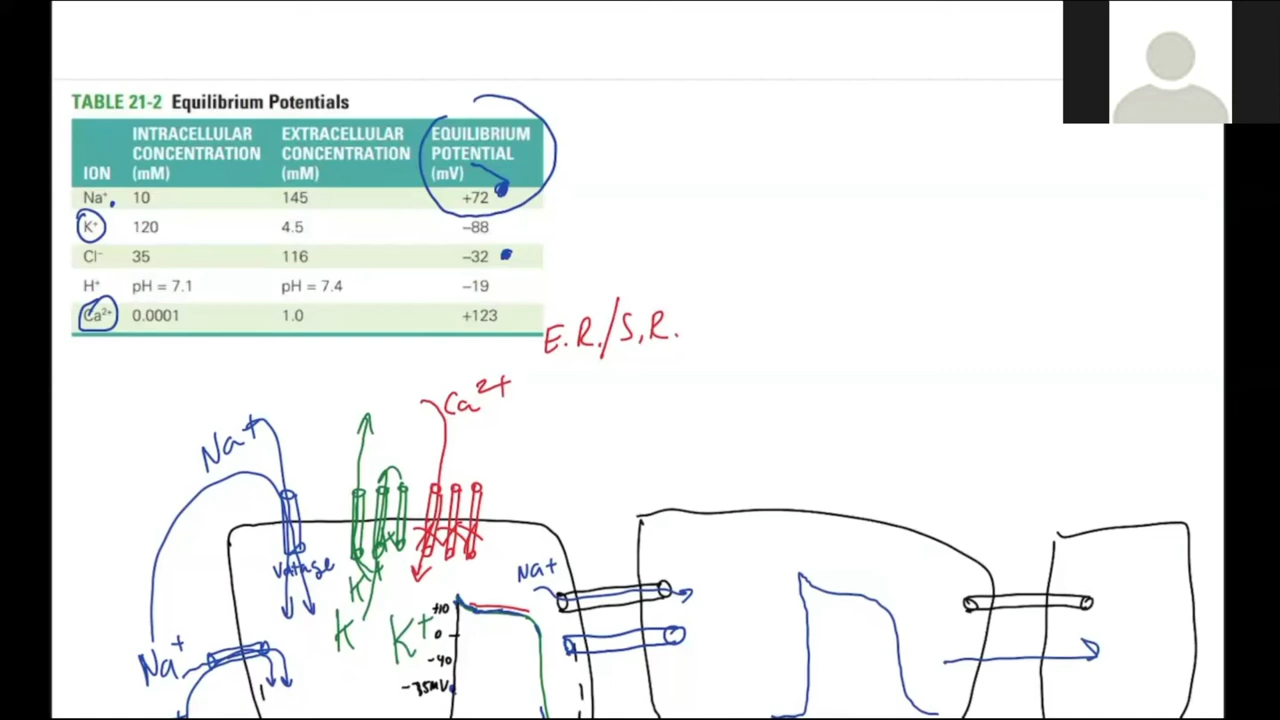 TABLE 21-2 Equilibrium Potentials
ION INTRACELLULAR CONCENTRATION (mM) EXTRACELLULAR CONCENTRATION (mM) EQUILIBRIUM POTENTIAL (mV)
Na⁺ 10 145 +72
K⁺ 120 4.5 –88
Cl⁻ 35 116 –32
H⁺ pH = 7.1 pH = 7.4 –19
Ca²⁺ 0.0001 1.0 +123
E.R./S.R.
Ca²⁺
Na⁺
Voltage
Na⁺
K⁺
K
K⁺
+10
0
-40
Na⁺